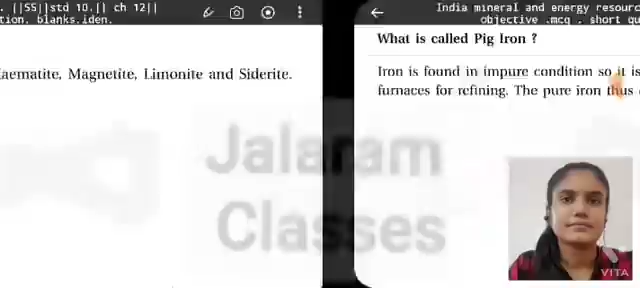 . ||SS||std 10.|| ch 12||
tion. blanks.iden.
aematite, Magnetite, Limonite and Siderite.
India mineral and energy resourc
objective .mcq . short qu
What is called Pig Iron ?
Iron is found in impure condition so it is
furnaces for refining. The pure iron thus
Jalaram
Classes
VITA